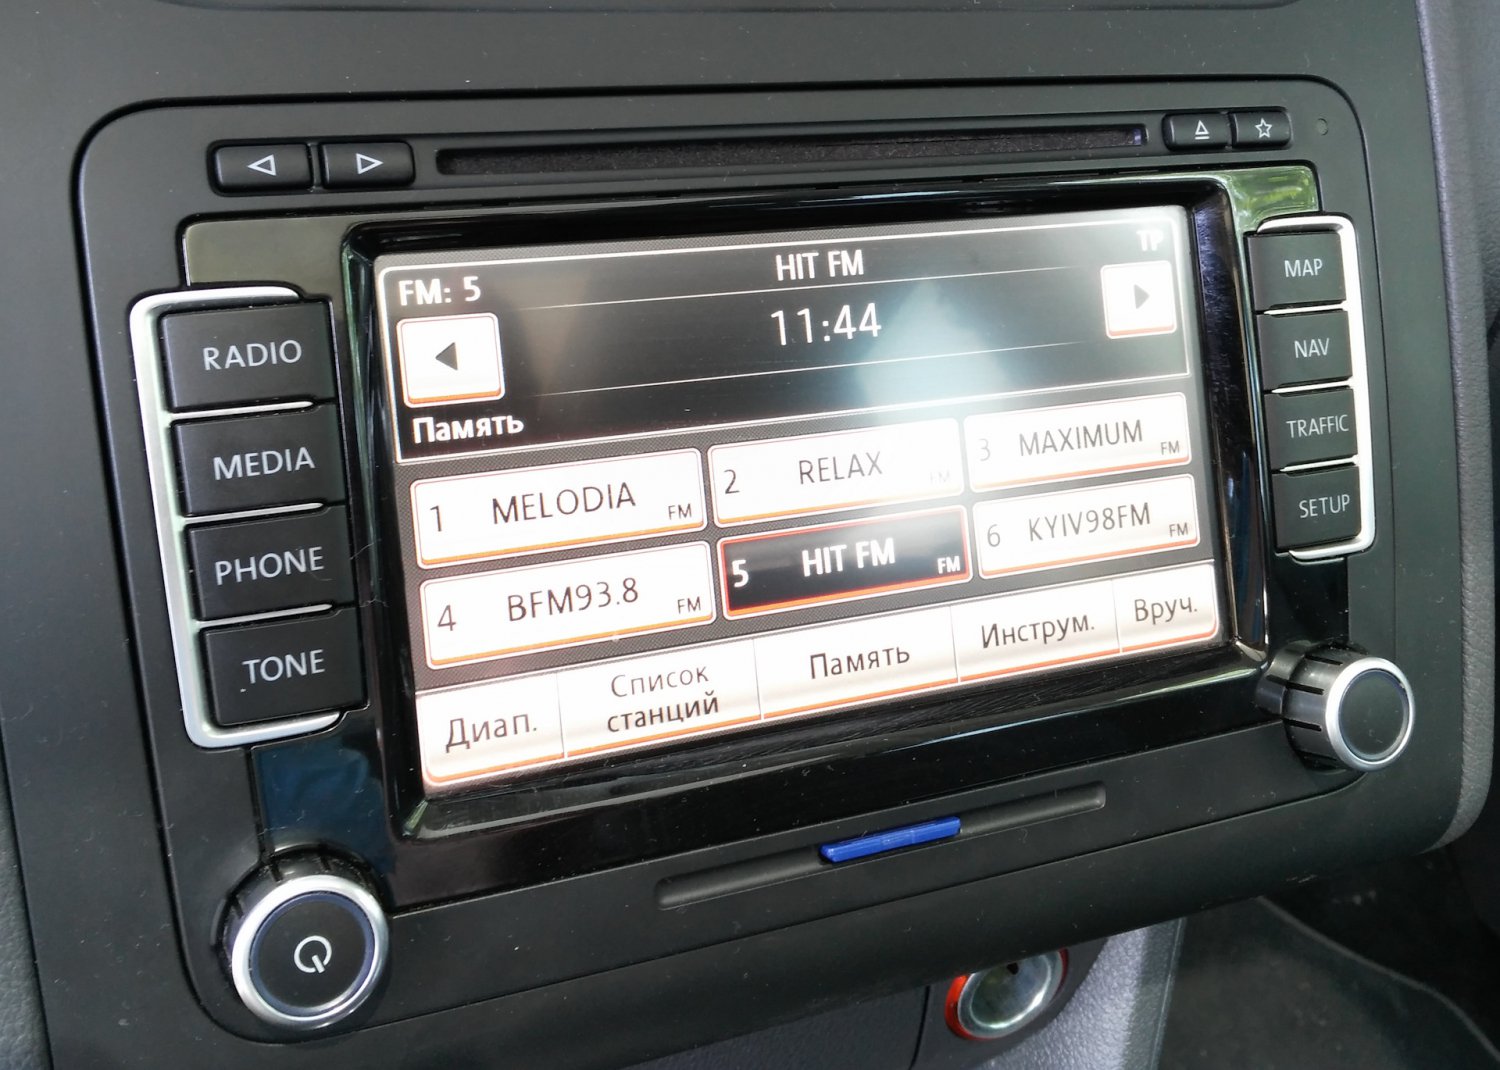 HIT FM
TP
FM: 5
11:44
Память
1 MELODIA FM
2 RELAX FM
3 MAXIMUM FM
4 BFM93.8 FM
5 HIT FM FM
6 KYIV98FM FM
Диап.
Список
станций
Память
Инструм.
Вруч.
RADIO
MEDIA
PHONE
TONE
MAP
NAV
TRAFFIC
SETUP